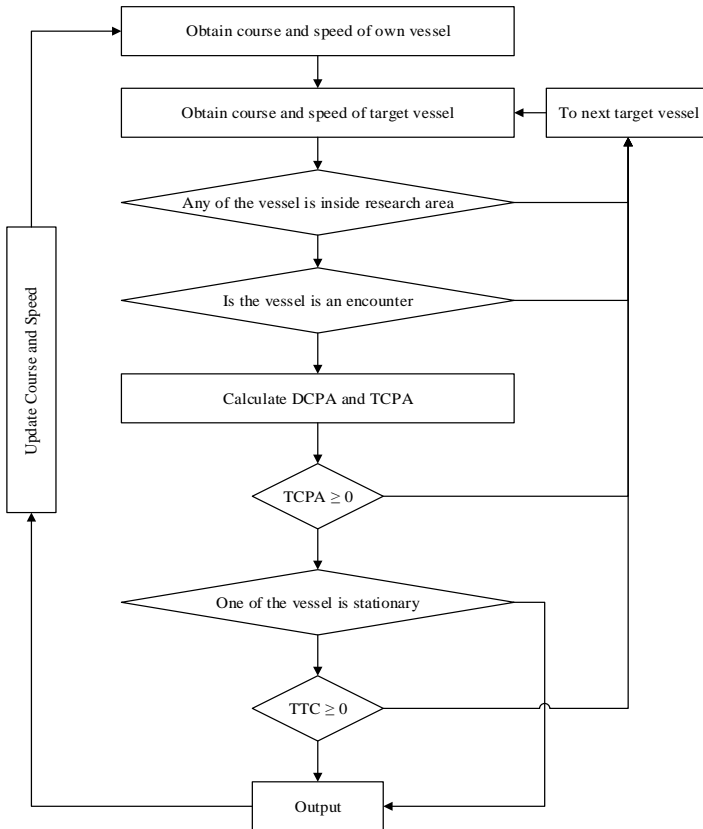 Obtain course and speed of own vessel
Obtain course and speed of target vessel
To next target vessel
Any of the vessel is inside research area
Is the vessel is an encounter
Update Course and Speed
Calculate DCPA and TCPA
TCPA ≥ 0
One of the vessel is stationary
TTC ≥ 0
Output